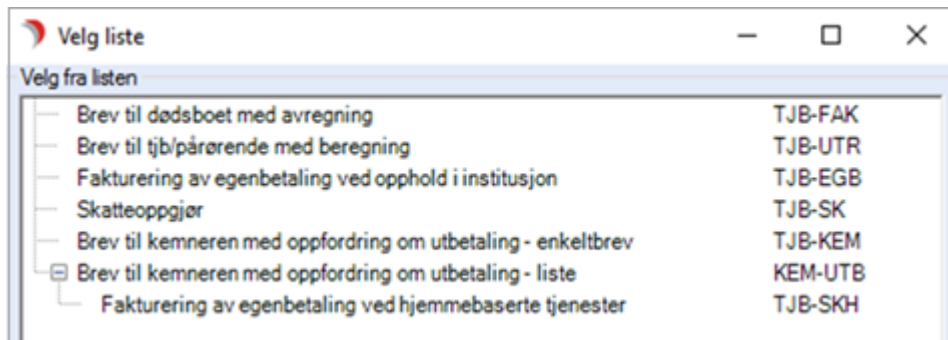 Velg liste
Velg fra listen
Brev til dødsboet med avregning TJB-FAK
Brev til tjb/pårørende med beregning TJB-UTR
Fakturering av egenbetaling ved opphold i institusjon TJB-EGB
Skatteoppgjør TJB-SK
Brev til kemneren med oppfordring om utbetaling - enkeltbrev TJB-KEM
Brev til kemneren med oppfordring om utbetaling - liste KEM-UTB
Fakturering av egenbetaling ved hjemmebaserte tjenester TJB-SKH